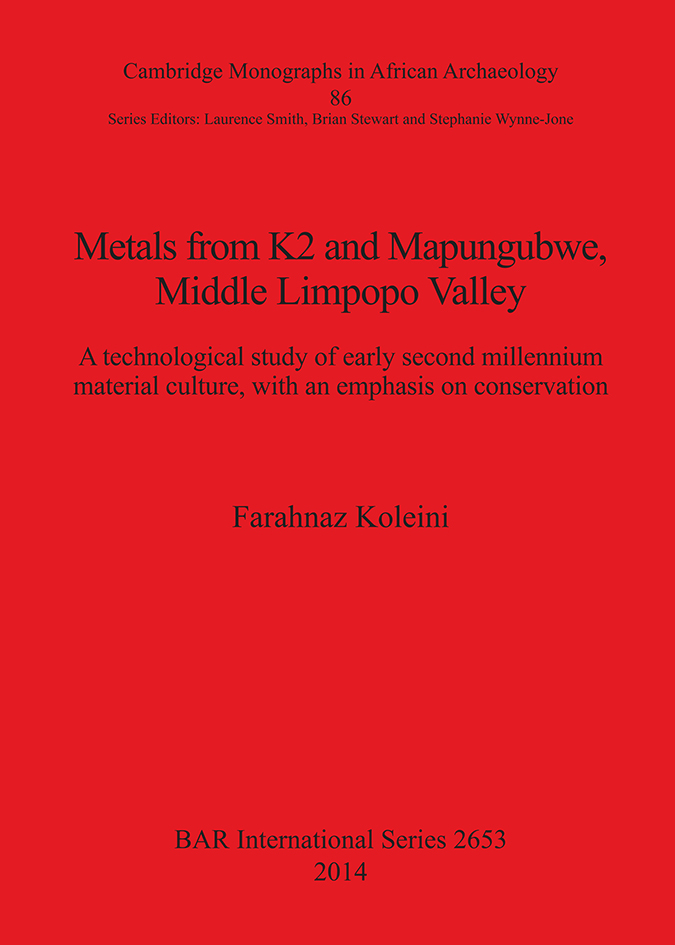 Cambridge Monographs in African Archaeology
86
Series Editors: Laurence Smith, Brian Stewart and Stephanie Wynne-Jone
Metals from K2 and Mapungubwe,
Middle Limpopo Valley
A technological study of early second millennium
material culture, with an emphasis on conservation
Farahnaz Koleini
BAR International Series 2653
2014